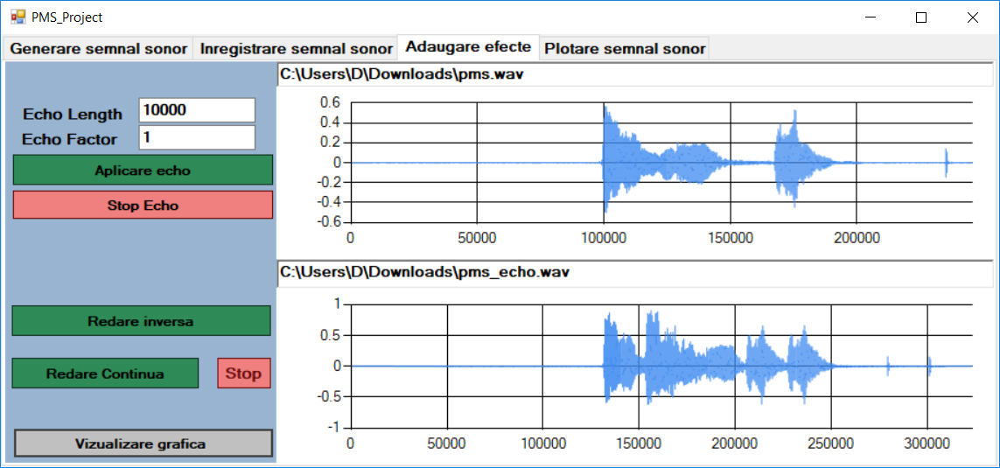 PMS_Project
Generare semnal sonor Inregistrare semnal sonor Adaugare efecte Plotare semnal sonor
Echo Length 10000
Echo Factor 1
Aplicare echo
Stop Echo
Redare inversa
Redare Continua Stop
Vizualizare grafica
C:\Users\D\Downloads\pms.wav
0.6
0.4
0.2
0
-0.2
-0.4
-0.6
0 50000 100000 150000 200000
C:\Users\D\Downloads\pms_echo.wav
1
0.5
0
-0.5
-1
0 50000 100000 150000 200000 250000 300000